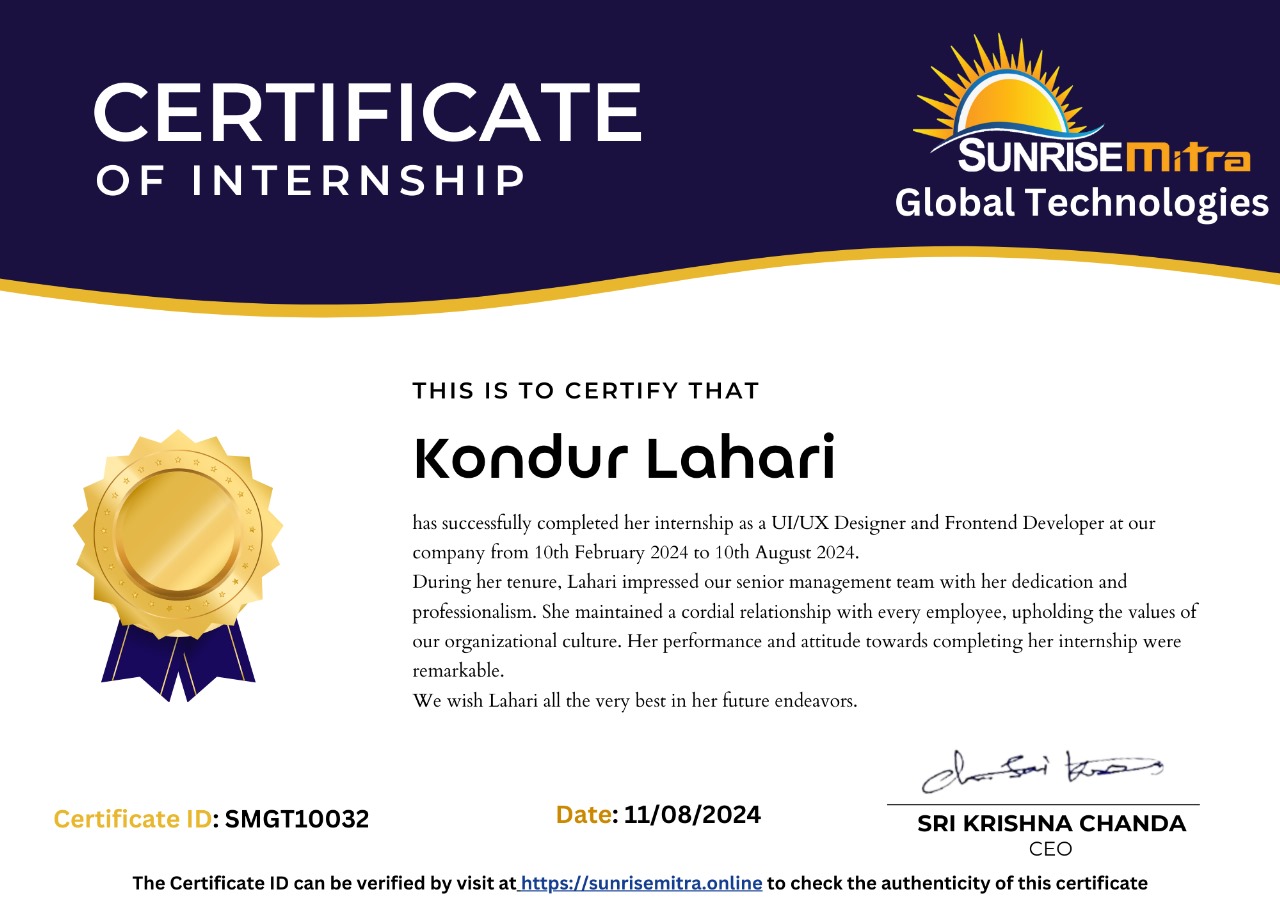 CERTIFICATE
OF INTERNSHIP
SUNRISEmitra
Global Technologies
THIS IS TO CERTIFY THAT
Kondur Lahari
has successfully completed her internship as a UI/UX Designer and Frontend Developer at our
company from 10th February 2024 to 10th August 2024.
During her tenure, Lahari impressed our senior management team with her dedication and
professionalism. She maintained a cordial relationship with every employee, upholding the values of
our organizational culture. Her performance and attitude towards completing her internship were
remarkable.
We wish Lahari all the very best in her future endeavors.
Certificate ID: SMGT10032
Date: 11/08/2024
SRI KRISHNA CHANDA
CEO
The Certificate ID can be verified by visit at https://sunrisemitra.online to check the authenticity of this certificate